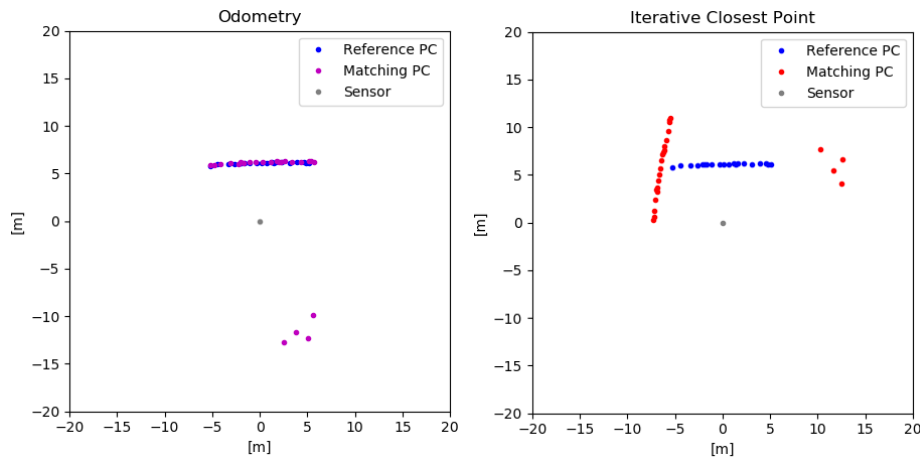 Odometry
20
15
10
5
0
−5
−10
−15
−20
[m]
−20 −15 −10 −5 0 5 10 15 20
[m]
Reference PC
Matching PC
Sensor
Iterative Closest Point
20
15
10
5
0
−5
−10
−15
−20
[m]
−20 −15 −10 −5 0 5 10 15 20
[m]
Reference PC
Matching PC
Sensor